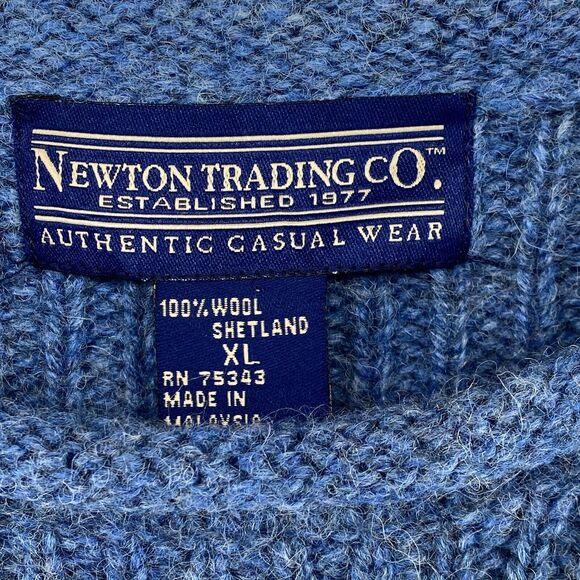 NEWTON TRADING CO.™
ESTABLISHED 1977
AUTHENTIC CASUAL WEAR
100% WOOL
SHETLAND
XL
RN 75343
MADE IN
MALAYSIA